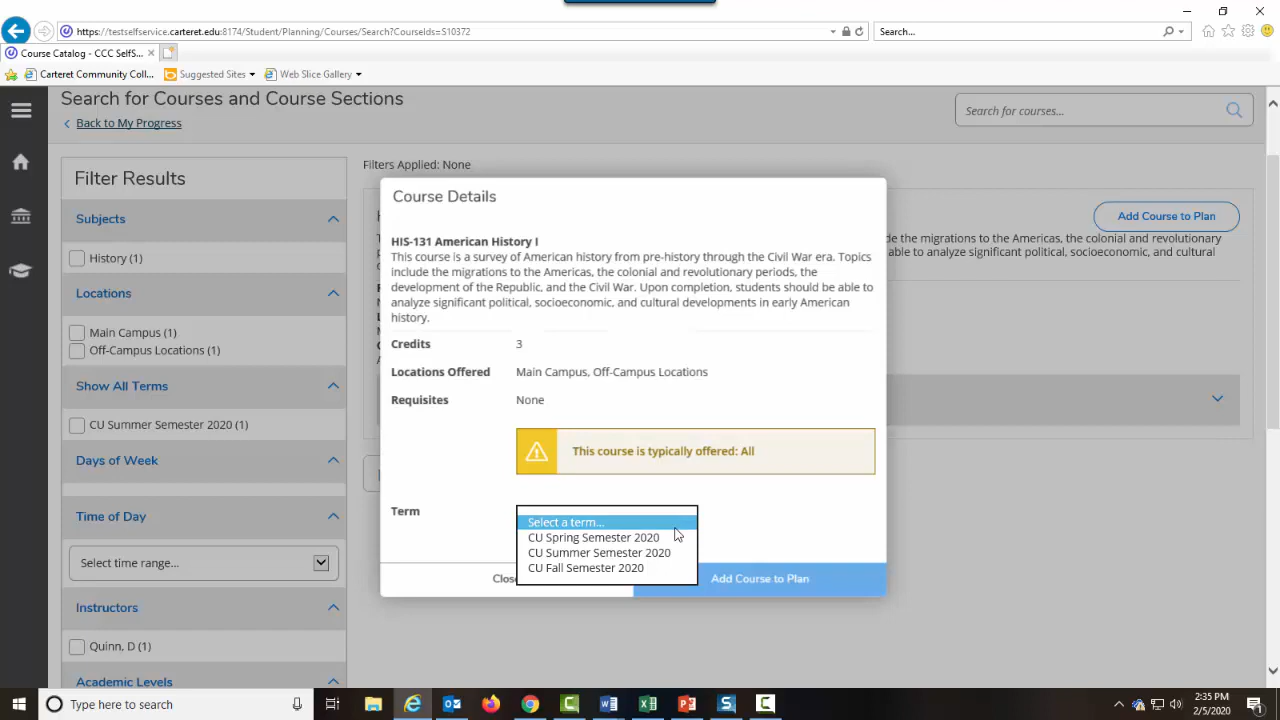 https://testselfservice.carteret.edu:8174/Student/Planning/Courses/Search?CourseIds=S10372
Search...
Course Catalog - CCC SelfS...
Carteret Community Coll...
Suggested Sites
Web Slice Gallery
Search for Courses and Course Sections
Back to My Progress
Search for courses...
Filter Results
Subjects
History (1)
Locations
Main Campus (1)
Off-Campus Locations (1)
Show All Terms
CU Summer Semester 2020 (1)
Days of Week
Time of Day
Select time range...
Instructors
Quinn, D (1)
Academic Levels
Filters Applied: None
Add Course to Plan
de the migrations to the Americas, the colonial and revolutionary
able to analyze significant political, socioeconomic, and cultural
Course Details
HIS-131 American History I
This course is a survey of American history from pre-history through the Civil War era. Topics
include the migrations to the Americas, the colonial and revolutionary periods, the
development of the Republic, and the Civil War. Upon completion, students should be able to
analyze significant political, socioeconomic, and cultural developments in early American
history.
Credits 3
Locations Offered Main Campus, Off-Campus Locations
Requisites None
This course is typically offered: All
Term
Select a term...
CU Spring Semester 2020
CU Summer Semester 2020
CU Fall Semester 2020
Clos
Add Course to Plan
Type here to search
2:35 PM
2/5/2020